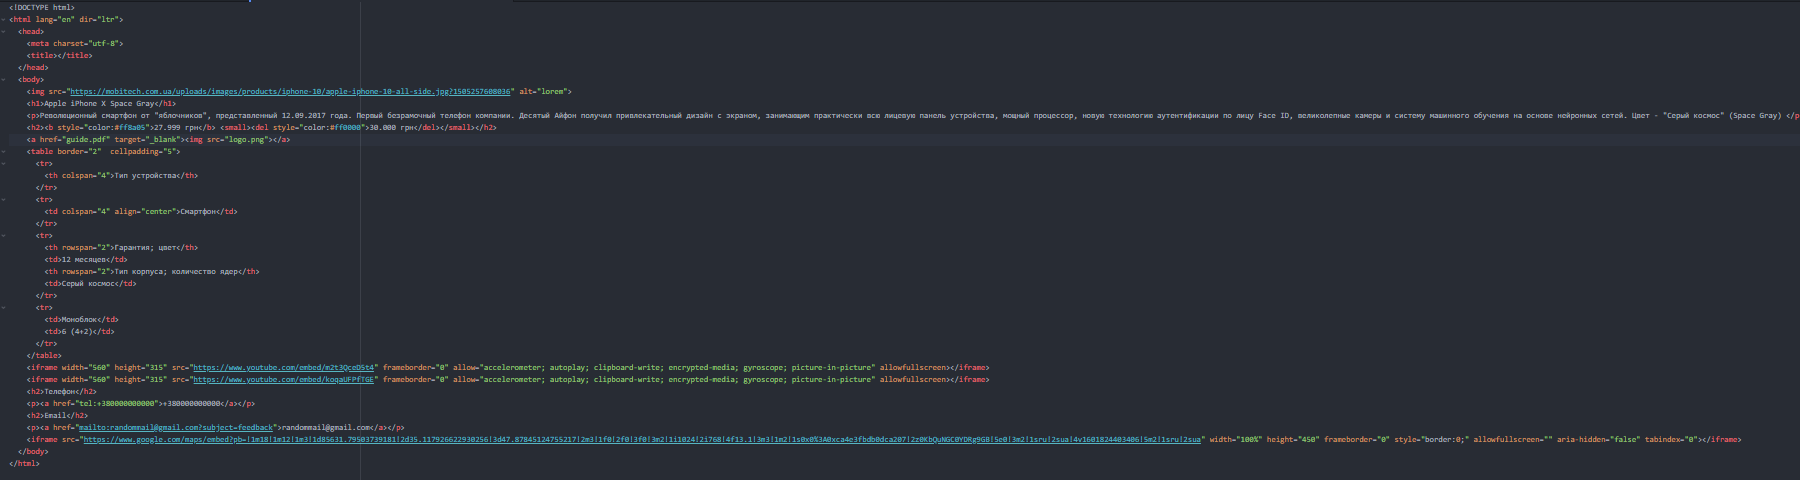 <!DOCTYPE html>
<html lang="en" dir="ltr">
<head>
<meta charset="utf-8">
<title></title>
</head>
<body>
<img src="https://mobitech.com.ua/uploads/images/products/iphone-10/apple-iphone-10-all-side.jpg?1505257608036" alt="lorem">
<h1>Apple iPhone X Space Gray</h1>
<p>Революционный смартфон от "яблочников", представленный 12.09.2017 года. Первый безрамочный телефон компании. Десятый Айфон получил привлекательный дизайн с экраном, занимающим практически всю лицевую панель устройства, мощный процессор, новую технологию аутентификации по лицу Face ID, великолепные камеры и систему машинного обучения на основе нейронных сетей. Цвет - "Серый космос" (Space Gray) </p
<h2><b style="color:#ff8a05">27.999 грн</b> <small><del style="color:#ff0000">30.000 грн</del></small></h2>
<a href="guide.pdf" target="_blank"><img src="logo.png"></a>
<table border="2" cellpadding="5">
<tr>
<th colspan="4">Тип устройства</th>
</tr>
<tr>
<td colspan="4" align="center">Смартфон</td>
</tr>
<tr>
<th rowspan="2">Гарантия; цвет</th>
<td>12 месяцев</td>
<th rowspan="2">Тип корпуса; количество ядер</th>
<td>Серый космос</td>
</tr>
<tr>
<td>Моноблок</td>
<td>6 (4+2)</td>
</tr>
</table>
<iframe width="560" height="315" src="https://www.youtube.com/embed/m2t3QceDSt4" frameborder="0" allow="accelerometer; autoplay; clipboard-write; encrypted-media; gyroscope; picture-in-picture" allowfullscreen></iframe>
<iframe width="560" height="315" src="https://www.youtube.com/embed/koqaUFPfTGE" frameborder="0" allow="accelerometer; autoplay; clipboard-write; encrypted-media; gyroscope; picture-in-picture" allowfullscreen></iframe>
<h2>Телефон</h2>
<p><a href="tel:+380000000000">+380000000000</a></p>
<h2>Email</h2>
<p><a href="mailto:randommail@gmail.com?subject=feedback">randommail@gmail.com</a></p>
<iframe src="https://www.google.com/maps/embed?pb=!1m18!1m12!1m3!1d85631.79503739181!2d35.117926622930256!3d47.87845124755217!2m3!1f0!2f0!3f0!3m2!1i1024!2i768!4f13.1!3m3!1m2!1s0x0%3A0xca4e3fbdb0dca207!2z0KbQuNGC0YDRg9GB!5e0!3m2!1sru!2sua!4v1601824403406!5m2!1sru!2sua" width="100%" height="450" frameborder="0" style="border:0;" allowfullscreen="" aria-hidden="false" tabindex="0"></iframe>
</body>
</html>